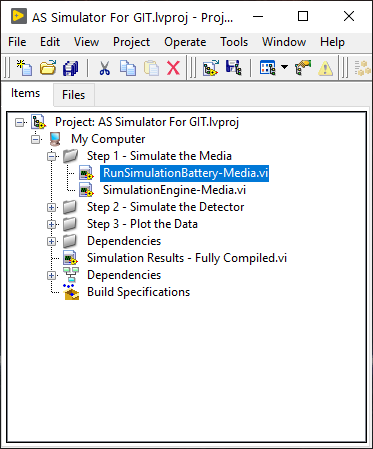 AS Simulator For GIT.lvproj - Proj...
File Edit View Project Operate Tools Window Help
Items Files
Project: AS Simulator For GIT.lvproj
My Computer
Step 1 - Simulate the Media
RunSimulationBattery-Media.vi
SimulationEngine-Media.vi
Step 2 - Simulate the Detector
Step 3 - Plot the Data
Dependencies
Simulation Results - Fully Compiled.vi
Dependencies
Build Specifications